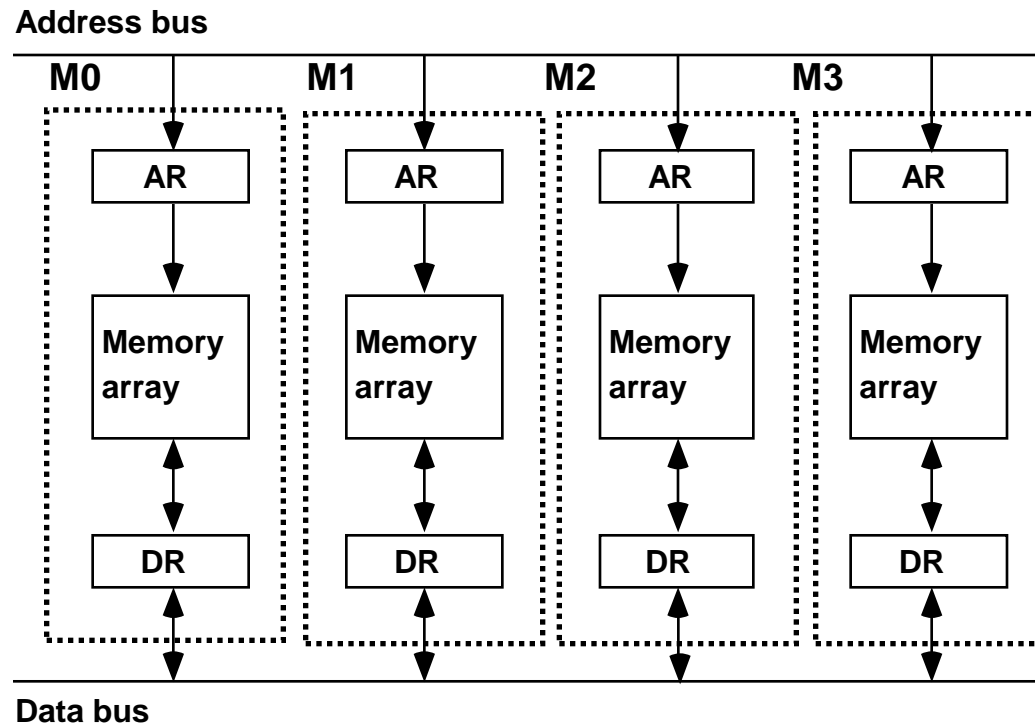 Address bus
M0 M1 M2 M3
AR AR AR AR
Memory Memory Memory Memory
array array array array
DR DR DR DR
Data bus